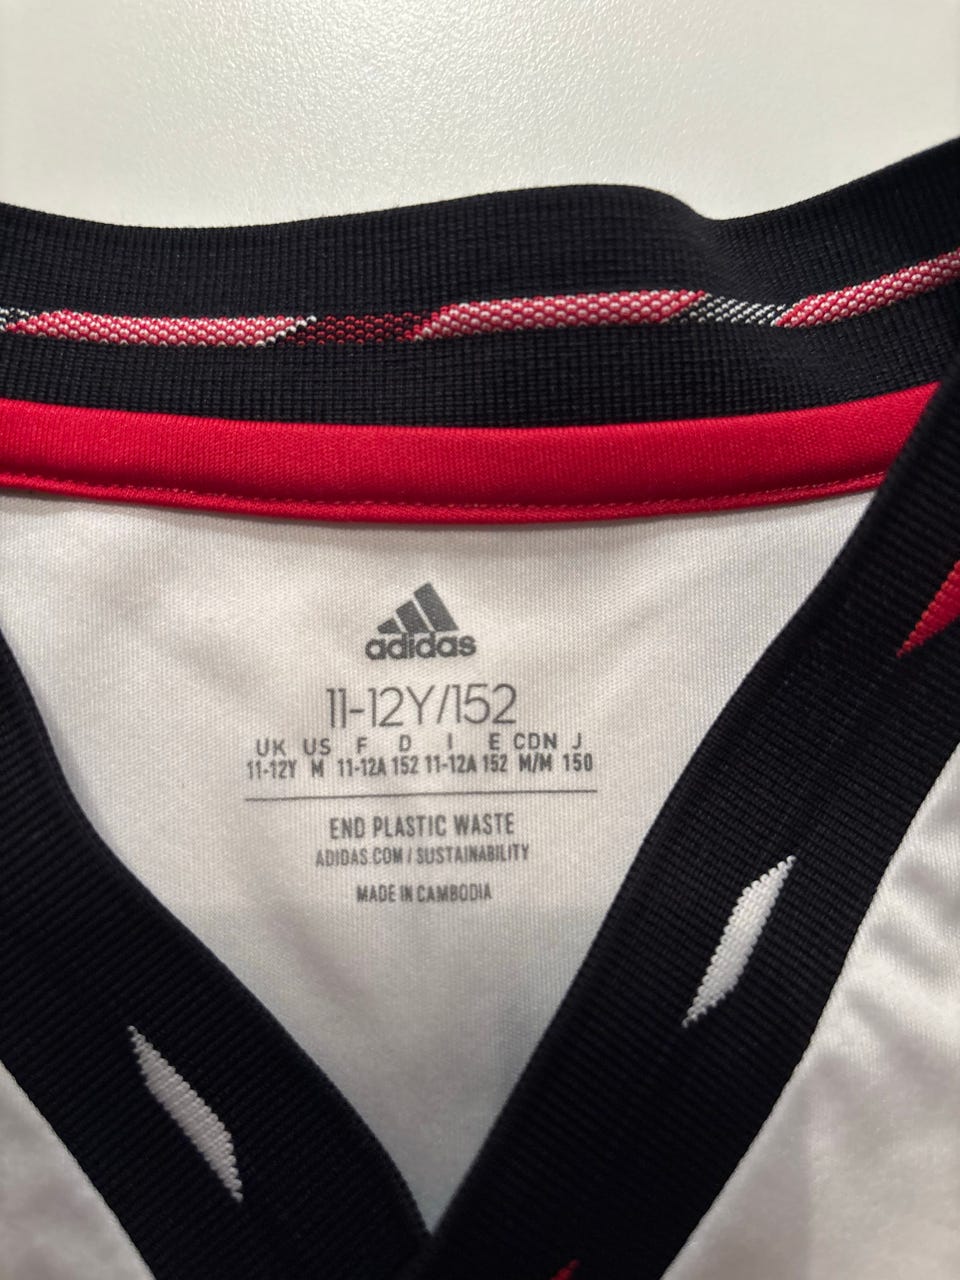 adidas
11-12Y/152
UK US F D I E CDN J
11-12Y M 11-12A 152 11-12A 152 M/M 150
END PLASTIC WASTE
ADIDAS.COM / SUSTAINABILITY
MADE IN CAMBODIA